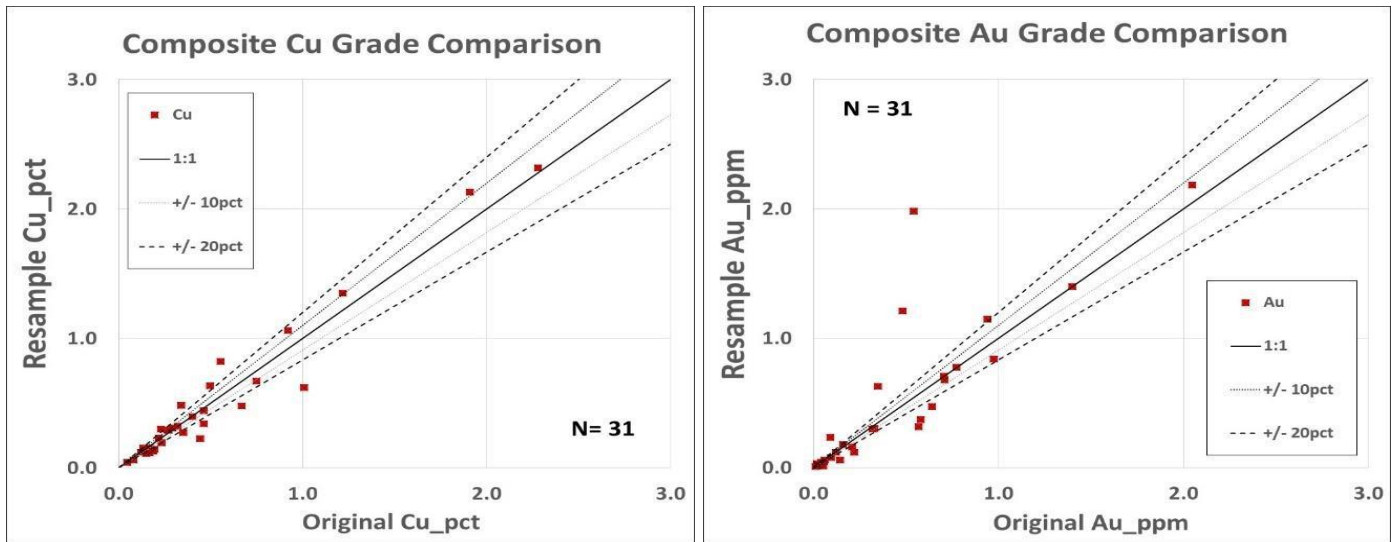 Composite Cu Grade Comparison
3.0
2.0
1.0
0.0
Resample Cu_pct
Cu
1:1
+/- 10pct
+/- 20pct
N= 31
0.0 1.0 2.0 3.0
Original Cu_pct
Composite Au Grade Comparison
3.0
2.0
1.0
0.0
Resample Au_ppm
N = 31
Au
1:1
+/- 10pct
+/- 20pct
0.0 1.0 2.0 3.0
Original Au_ppm